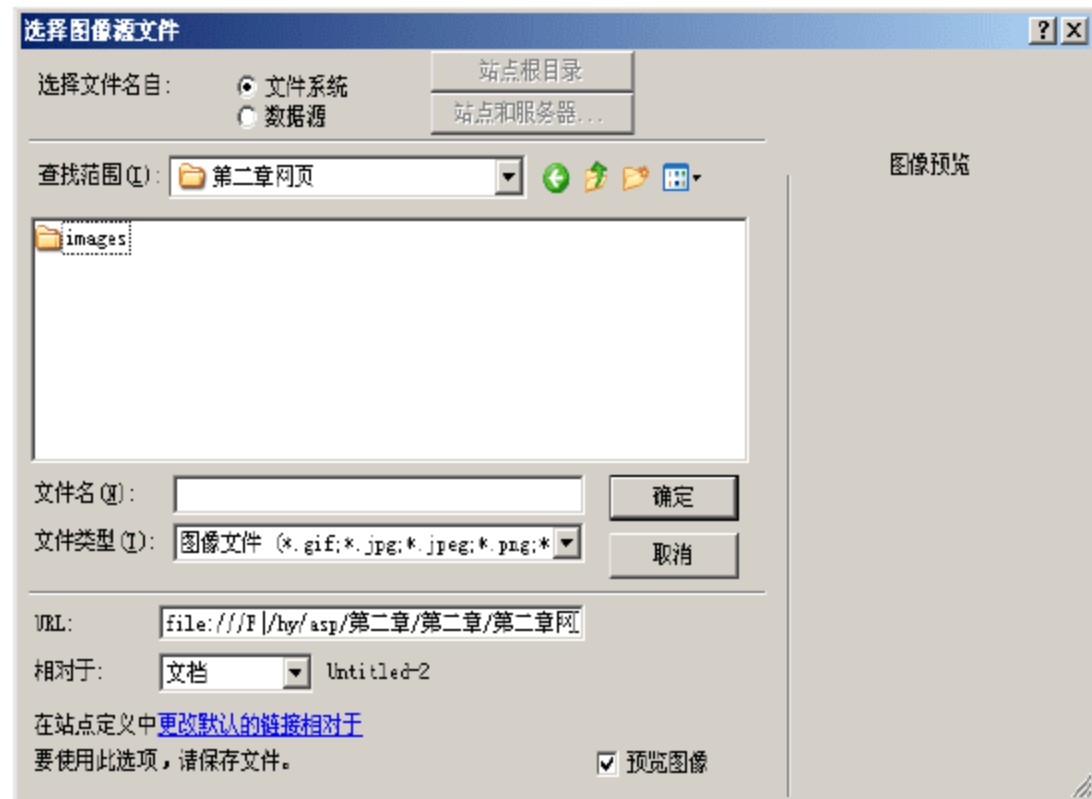 选择图像源文件
选择文件名自： 文件系统 站点根目录
数据源 站点和服务器...
查找范围(I): 第二章网页
图像预览
images
文件名(N): 确定
文件类型(T): 图像文件 (*.gif;*.jpg;*.jpeg;*.png;*
取消
URL: file:///F|/hy/asp/第二章/第二章/第二章网
相对于: 文档 Untitled-2
在站点定义中更改默认的链接相对于
要使用此选项，请保存文件。 预览图像